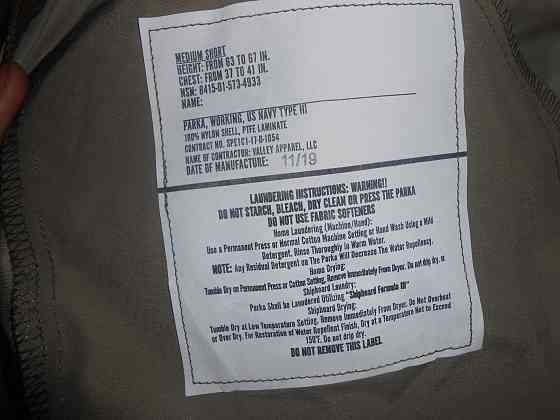 MEDIUM SHORT
HEIGHT: FROM 63 TO 67 IN.
CHEST: FROM 37 TO 41 IN.
NSN: 8415-01-573-4933
NAME:
PARKA, WORKING, US NAVY TYPE III
100% NYLON SHELL, PTFE LAMINATE
CONTRACT NO. SPE1C1-17-D-1054
NAME OF CONTRACTOR: VALLEY APPAREL, LLC
DATE OF MANUFACTURE: 11/19
LAUNDERING INSTRUCTIONS: WARNING!!
DO NOT STARCH, BLEACH, DRY CLEAN OR PRESS THE PARKA
DO NOT USE FABRIC SOFTENERS
Home Laundering (Machine/Hand):
Use a Permanent Press or Normal Cotton Machine Setting or Hand Wash Using a Mild
Detergent. Rinse Thoroughly in Warm Water.
NOTE: Any Residual Detergent on The Parka Will Decrease The Water Repellency.
Home Drying:
Tumble Dry on Permanent Press or Cotton Setting. Remove Immediately From Dryer. Do not drip dry.
Shipboard Laundry:
Parka Shall be Laundered Utilizing "Shipboard Formula III"
Shipboard Drying:
Tumble Dry at Low Temperature Setting. Remove Immediately From Dryer. Do Not Overheat
or Over Dry. For Restoration of Water Repellent Finish, Dry at a Temperature Not to Exceed
150°F. Do not drip dry.
DO NOT REMOVE THIS LABEL